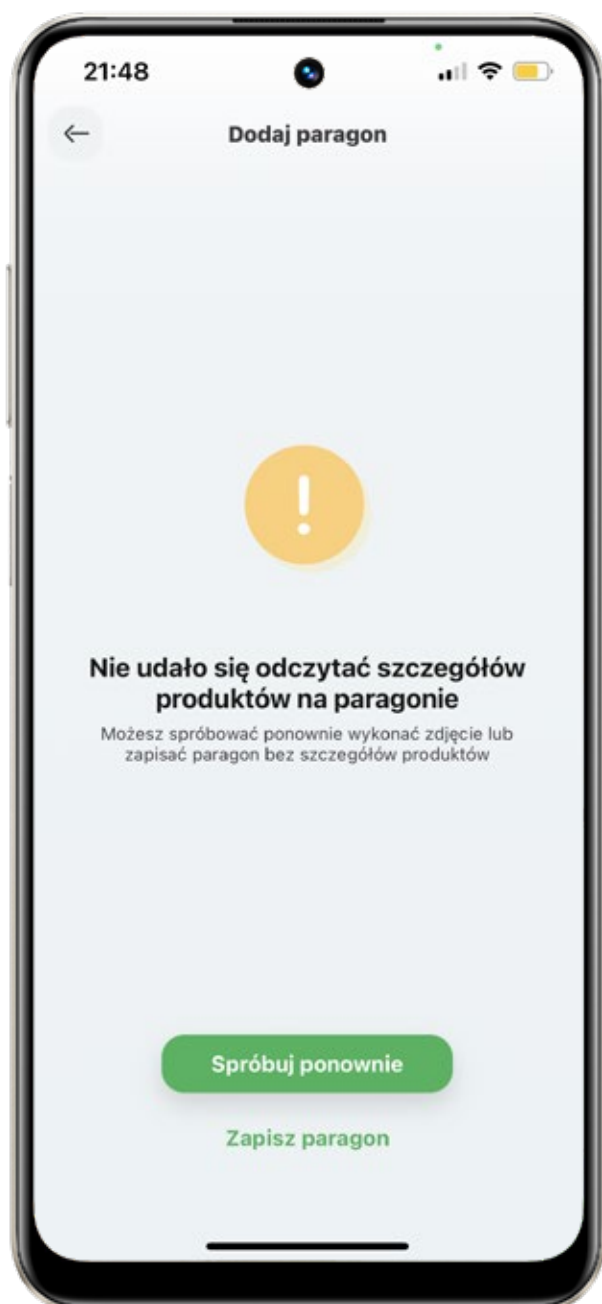 21:48
Dodaj paragon
Nie udało się odczytać szczegółów
produktów na paragonie
Możesz spróbować ponownie wykonać zdjęcie lub
zapisać paragon bez szczegółów produktów
Spróbuj ponownie
Zapisz paragon